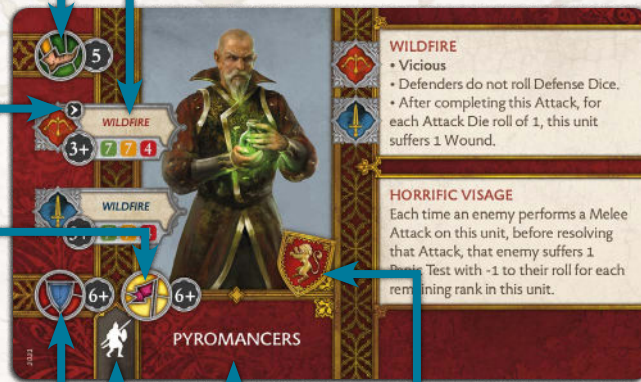 5
WILDFIRE
3+ 7 7 4
WILDFIRE
6+ 6+
PYROMANCERS
2021
WILDFIRE
• Vicious
• Defenders do not roll Defense Dice.
• After completing this Attack, for
each Attack Die roll of 1, this unit
suffers 1 Wound.
HORRIFIC VISAGE
Each time an enemy performs a Melee
Attack on this unit, before resolving
that Attack, that enemy suffers 1
Panic Test with -1 to their roll for each
remaining rank in this unit.